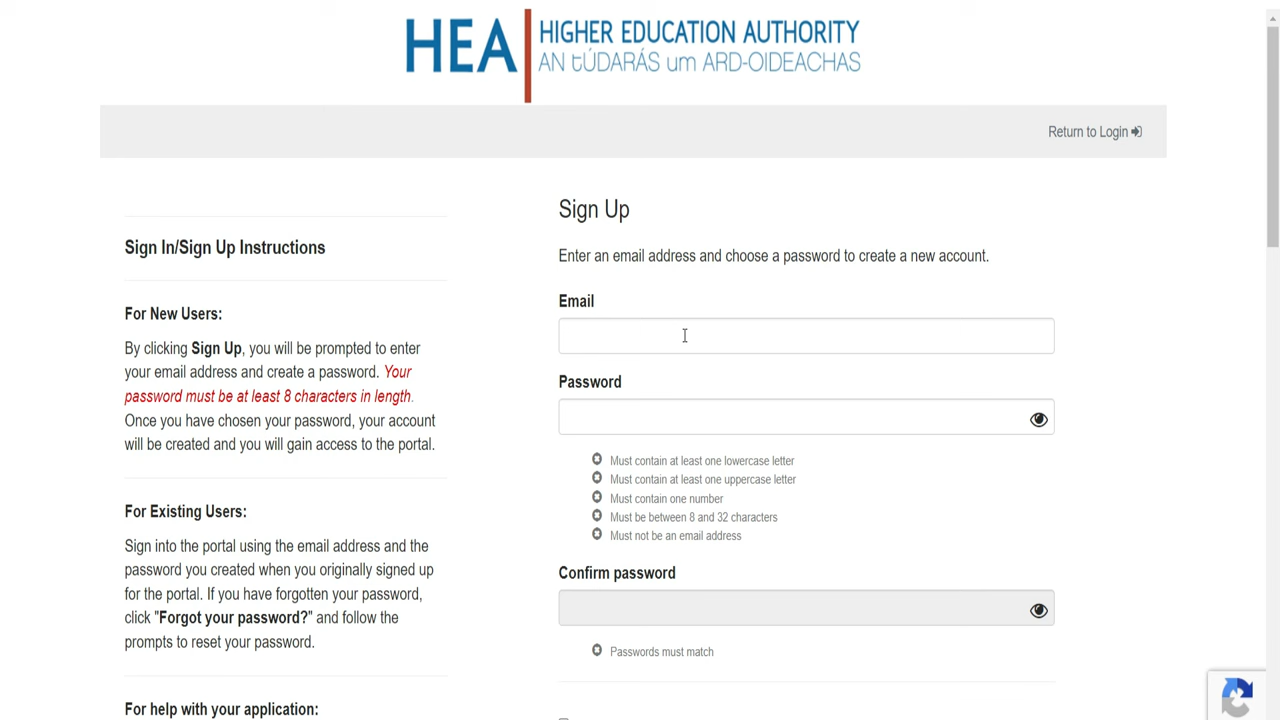 HEA
HIGHER EDUCATION AUTHORITY
AN tÚDARÁS um ARD-OIDEACHAS
Return to Login
Sign In/Sign Up Instructions
For New Users:
By clicking Sign Up, you will be prompted to enter
your email address and create a password. Your
password must be at least 8 characters in length.
Once you have chosen your password, your account
will be created and you will gain access to the portal.
For Existing Users:
Sign into the portal using the email address and the
password you created when you originally signed up
for the portal. If you have forgotten your password,
click "Forgot your password?" and follow the
prompts to reset your password.
For help with your application:
Sign Up
Enter an email address and choose a password to create a new account.
Email
Password
Must contain at least one lowercase letter
Must contain at least one uppercase letter
Must contain one number
Must be between 8 and 32 characters
Must not be an email address
Confirm password
Passwords must match